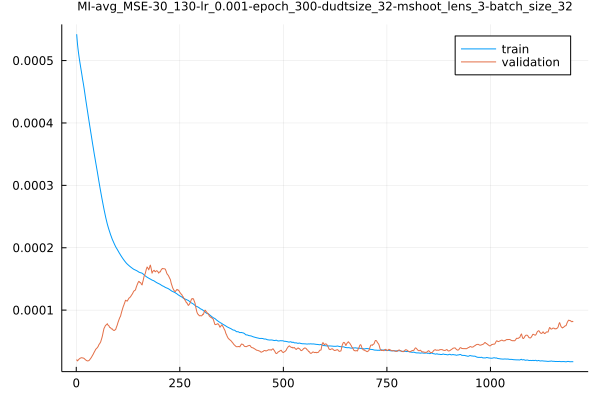 MI-avg_MSE-30_130-lr_0.001-epoch_300-dudtsize_32-mshoot_lens_3-batch_size_32
train
validation
0.0005
0.0004
0.0003
0.0002
0.0001
0 250 500 750 1000